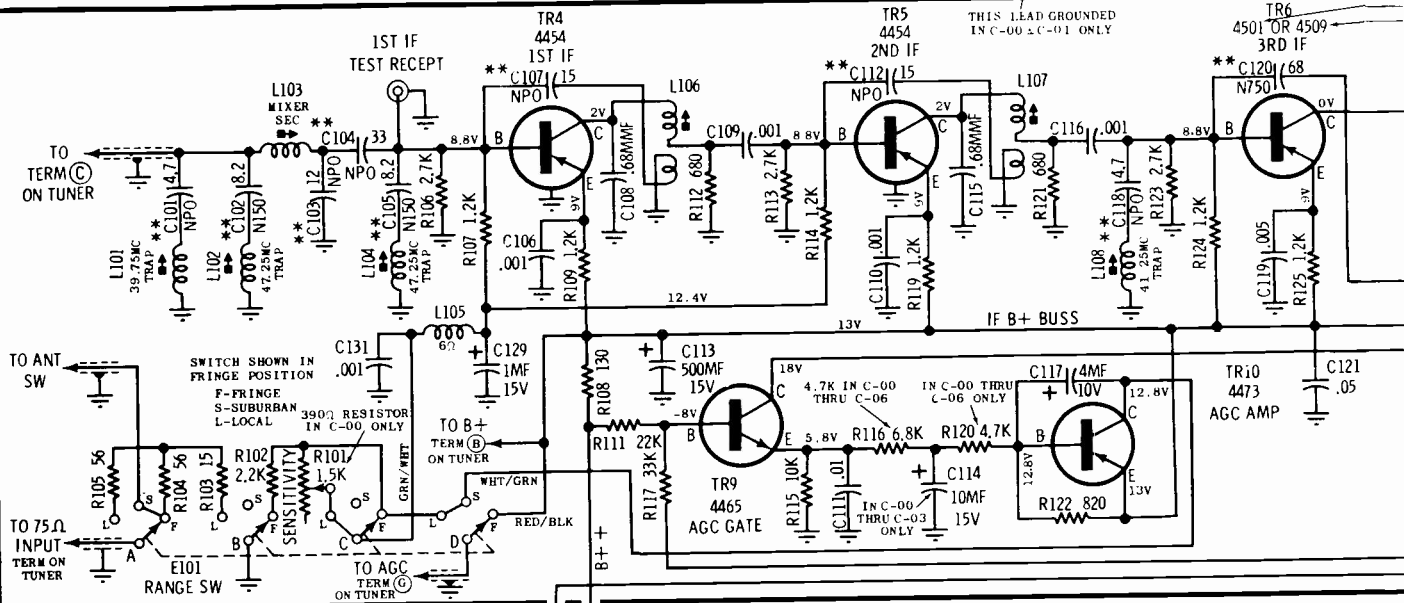 TR4
4454
1ST IF
TR5
4454
2ND IF
THIS LEAD GROUNDED
IN C-00 & C-01 ONLY
TR6
4501 OR 4509
3RD IF
1ST IF
TEST RECEPT
** C107 15
NPO
L106
** C112 15
NPO
L107
** C120 68
N750
L103
MIXER
SEC
**
C104 33
NPO
8.8V
B
2V
C
E
9V
C109 .001
8.8V
B
2V
C
E
9V
C116 .001
8.8V
B
0V
C
E
9V
TO
TERM C
ON TUNER
C101 4.7
NPO
C102 8.2
N150
C103 12
NPO
**
C105 8.2
N150
R106 2.7K
R107 1.2K
C106
.001
R109 1.2K
C108 .68MMF
R112 680
R113 2.7K
R114 1.2K
C110 .001
R119 1.2K
C115 .68MMF
R121 680
C118 4.7
NPO
R123 2.7K
R124 1.2K
C119 .005
R125 1.2K
L101
39.75MC
TRAP
**
L102
47.25MC
TRAP
**
L104
47.25MC
TRAP
**
L108
41 25MC
TRAP
**
12.4V
L105
6Ω
13V
IF B+ BUSS
C131
.001
+
C129
1MF
15V
R108 130
+
C113
500MF
15V
18V
C117 4MF
10V
+
12.8V
TR10
4473
AGC AMP
C121
.05
TO ANT
SW
SWITCH SHOWN IN
FRINGE POSITION
F-FRINGE
S-SUBURBAN
L-LOCAL
390Ω RESISTOR
IN C-00 ONLY
4.7K IN C-00
THRU C-06
IN C-00 THRU
C-06 ONLY
TO B+
TERM B
ON TUNER
R111 22K
-8V
B
C
E
5.8V
R116 6.8K
R120 4.7K
B
C
E
12.8V
13V
R122 820
R105 56
R104 56
R103 15
R102
2.2K
SENSITIVITY
R101
1.5K
GRN/WHT
WHT/GRN
RED/BLK
R117 33K
TR9
4465
AGC GATE
R115 10K
C111 .01
IN C-00
THRU C-03
ONLY
+
C114
10MF
15V
L
S
F
L
S
F
L
S
F
L
S
F
TO 75Ω
INPUT
TERM ON
TUNER
A
B
C
D
E101
RANGE SW
TO AGC
TERM G
ON TUNER
B++